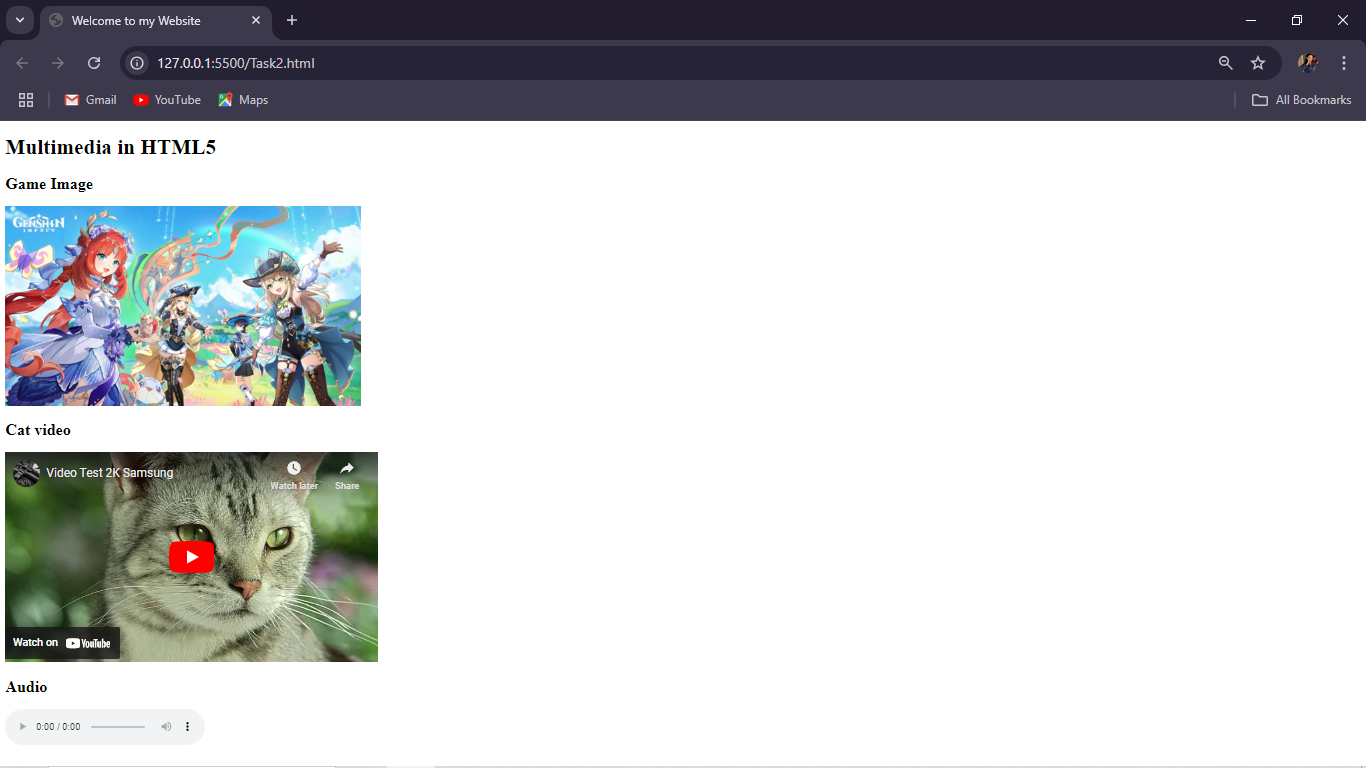 Welcome to my Website
127.0.0.1:5500/Task2.html
Gmail
YouTube
Maps
All Bookmarks
Multimedia in HTML5
Game Image
GENSHIN
IMPACT
Cat video
Video Test 2K Samsung
Watch later
Share
Watch on YouTube
Audio
0:00 / 0:00